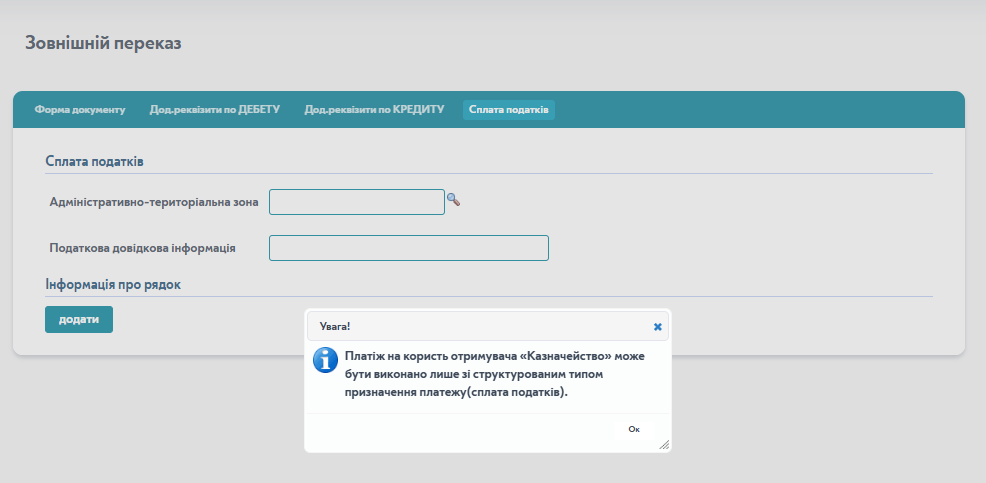 Зовнішній переказ
Форма документу Дод.реквізити по ДЕБЕТУ Дод.реквізити по КРЕДИТУ Сплата податків
Сплата податків
Адміністративно-територіальна зона
Податкова довідкова інформація
Інформація про рядок
додати
Увага!
Платіж на користь отримувача «Казначейство» може
бути виконано лише зі структурованим типом
призначення платежу(сплата податків).
Ок